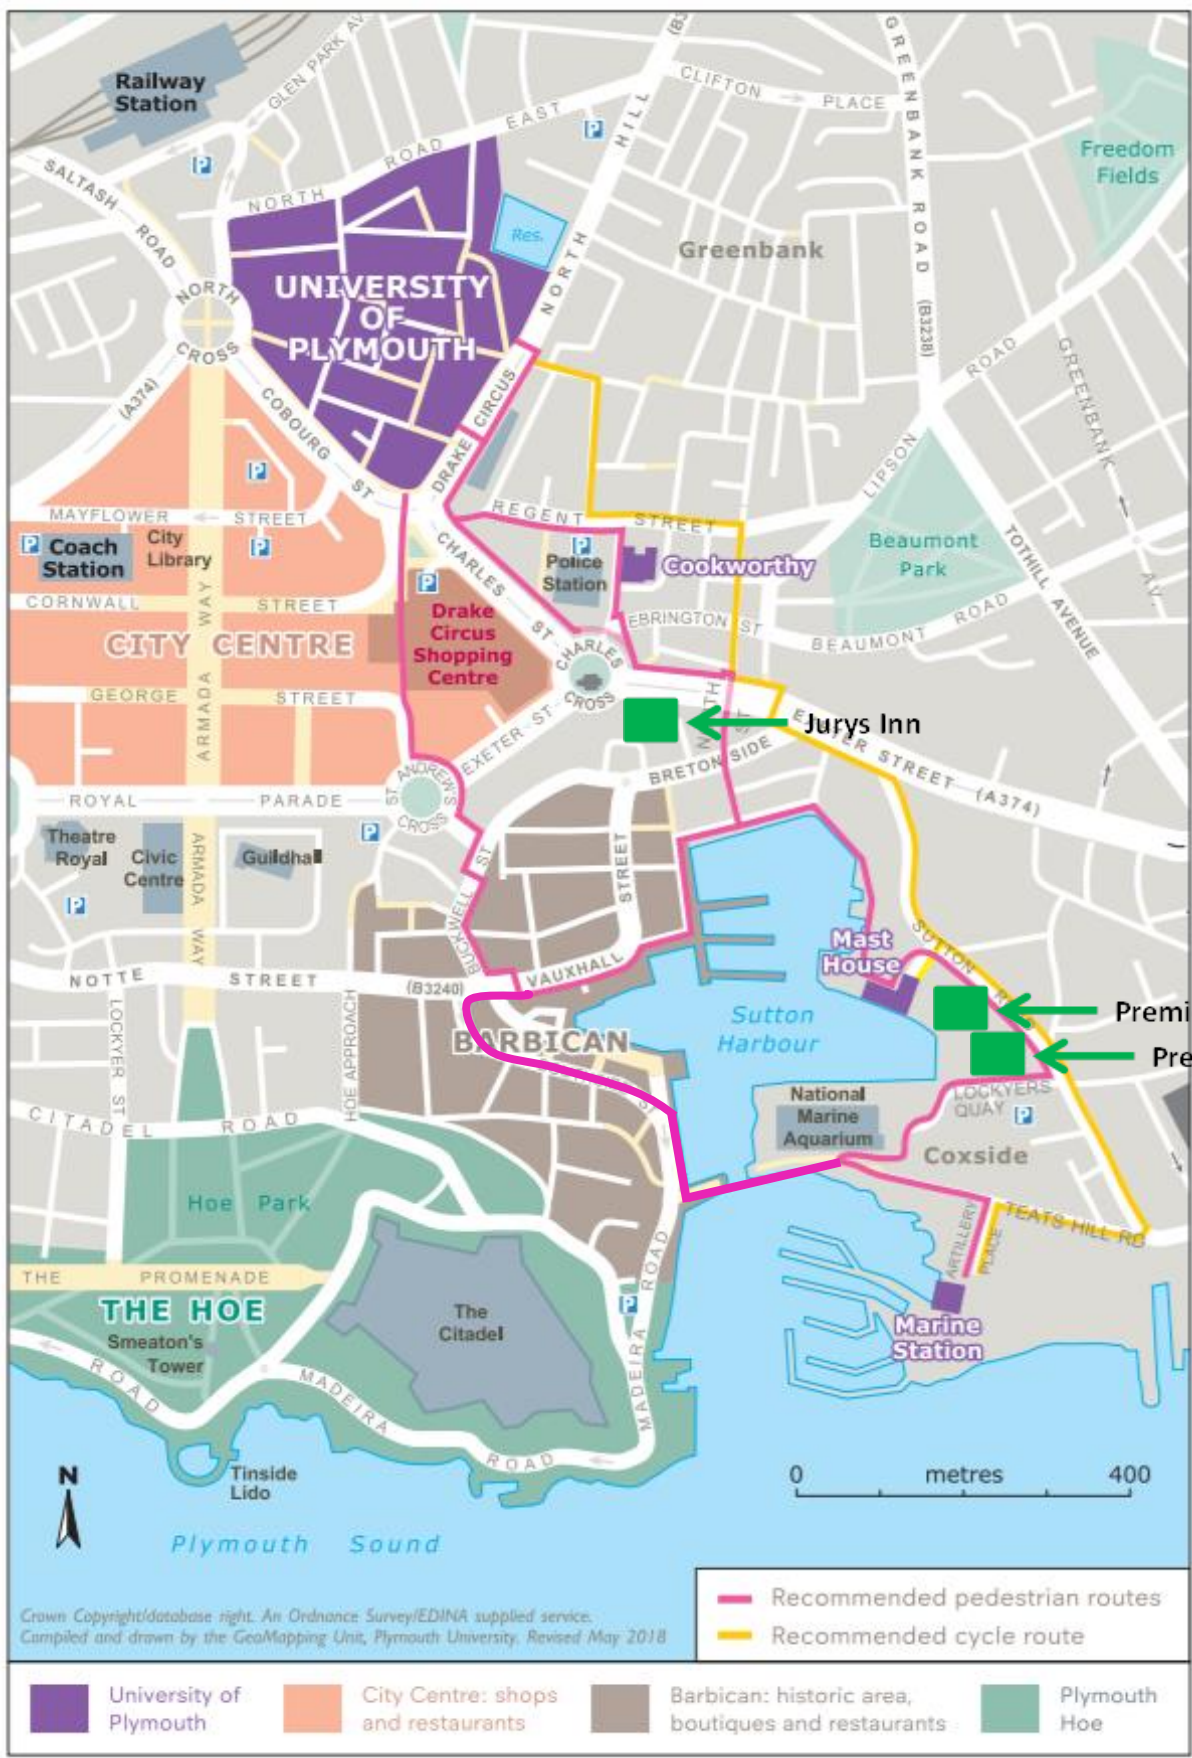 Railway
Station
GLEN PARK AV.
(B3
CLIFTON
PLACE
GREENBANK ROAD
(B3238)
Freedom
Fields
SALTASH
ROAD
NORTH
ROAD
EAST
NORTH
HILL
Res.
Greenbank
UNIVERSITY
OF
PLYMOUTH
NORTH
CROSS
(A374)
COBOURG
ST
DRAKE
CIRCUS
ROAD
GREENBANK
AV.
LIPSON
MAYFLOWER
STREET
REGENT
STREET
Coach
Station
City
Library
CHARLES
ST
Police
Station
Cookworthy
Beaumont
Park
TOTHILL AVENUE
CORNWALL
STREET
ARMADA WAY
Drake
Circus
Shopping
Centre
EBRINGTON ST
BEAUMONT
ROAD
CITY CENTRE
CHARLES
CROSS
GEORGE
STREET
NORTH
ST
Jurys Inn
EXETER ST
EXETER STREET (A374)
BRETON SIDE
ST ANDREW'S
CROSS
ROYAL
PARADE
Theatre
Royal
Civic
Centre
Guildhall
ARMADA
WAY
BUCKWELL
ST
STREET
VAUXHALL
Mast
House
SUTTON
R
NOTTE
STREET
(B3240)
Premi
Pre
BARBICAN
Sutton
Harbour
LOCKYER ST
HOE APPROACH
ST
National
Marine
Aquarium
LOCKYERS
QUAY
Coxside
CITADEL
ROAD
Hoe Park
TEATS HILL RD
ARTILLERY
PLACE
THE
PROMENADE
THE HOE
The
Citadel
MADEIRA
ROAD
Marine
Station
Smeaton's
Tower
ROAD
MADEIRA
ROAD
N
Tinside
Lido
0 metres 400
Plymouth Sound
Recommended pedestrian routes
Recommended cycle route
Crown Copyright/database right. An Ordnance Survey/EDINA supplied service.
Compiled and drawn by the GeoMapping Unit, Plymouth University. Revised May 2018
University of
Plymouth
City Centre: shops
and restaurants
Barbican: historic area,
boutiques and restaurants
Plymouth
Hoe